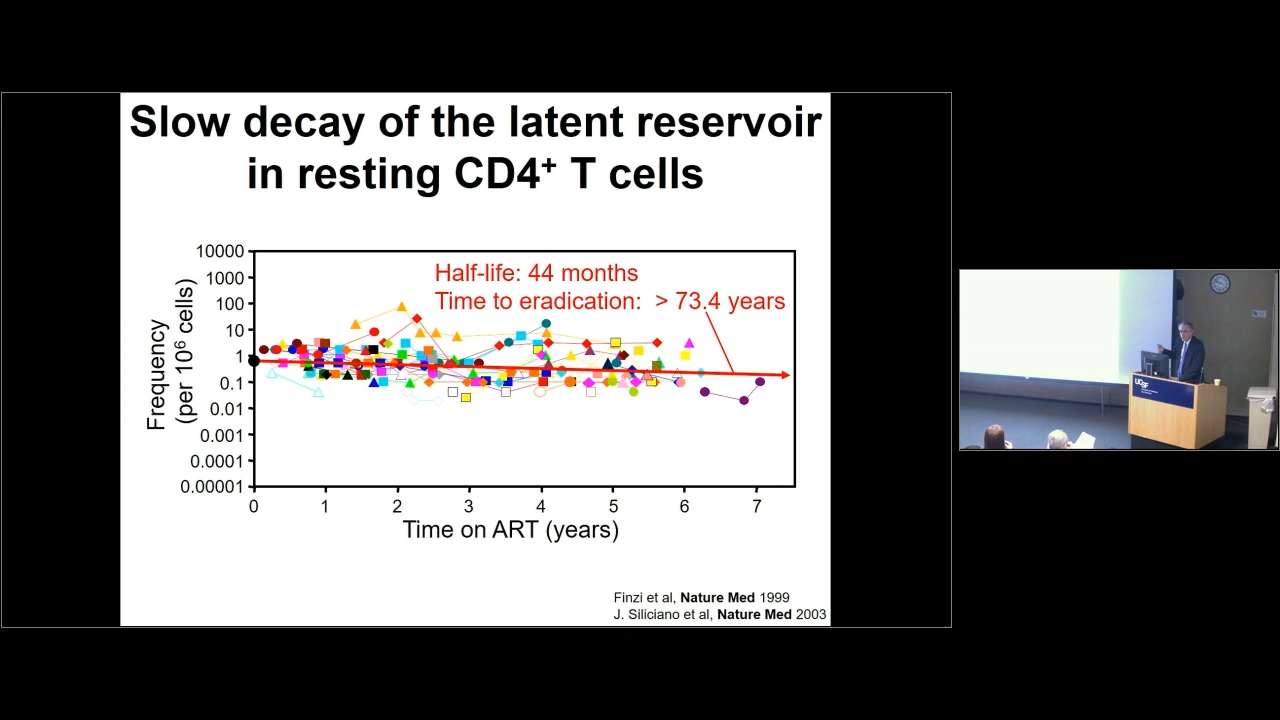 Slow decay of the latent reservoir
in resting CD4⁺ T cells
Half-life: 44 months
Time to eradication: > 73.4 years
Frequency
(per 10⁶ cells)
10000
1000
100
10
1
0.1
0.01
0.001
0.0001
0.00001
0 1 2 3 4 5 6 7
Time on ART (years)
Finzi et al, Nature Med 1999
J. Siliciano et al, Nature Med 2003
UCSF